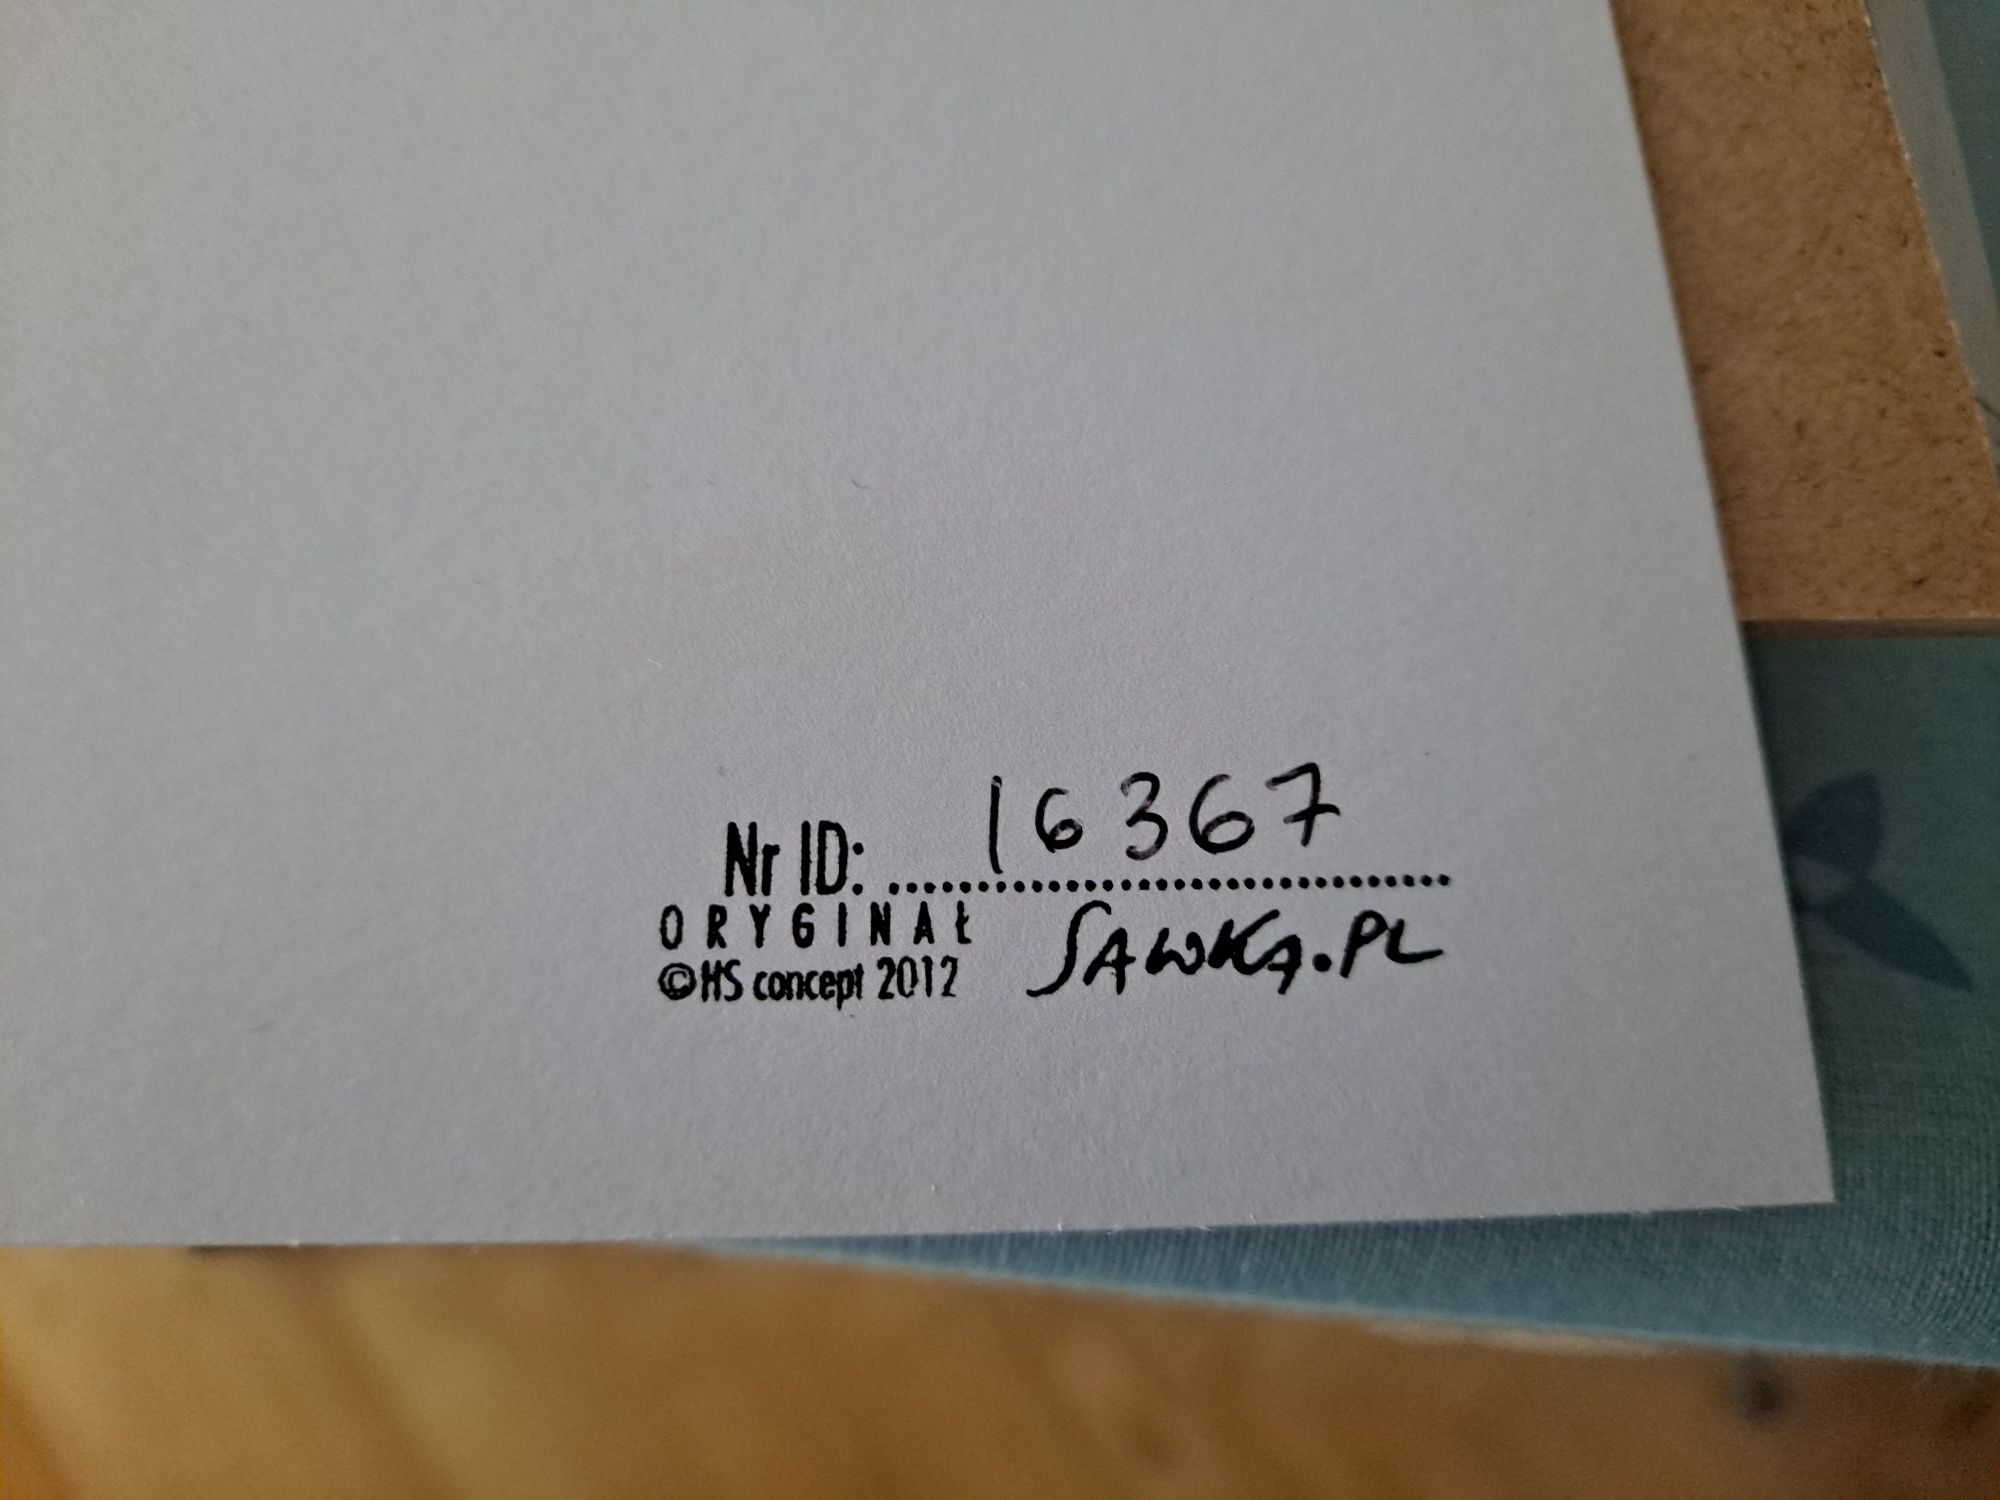 Nr ID: 16367
ORYGINAŁ
©HS concept 2012 SAWKA.PL